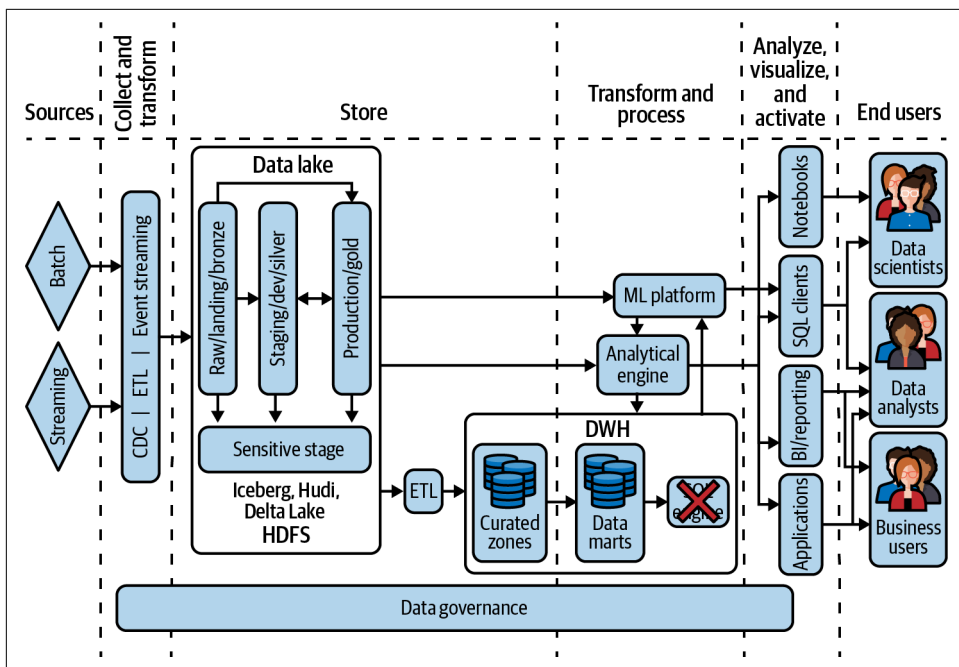 Sources
Collect and
transform
Store
Transform and
process
Analyze,
visualize,
and
activate
End users
Batch
Streaming
CDC | ETL | Event streaming
Data lake
Raw/landing/bronze
Staging/dev/silver
Production/gold
Sensitive stage
Iceberg, Hudi,
Delta Lake
HDFS
ETL
ML platform
Analytical
engine
DWH
Curated
zones
Data
marts
SQL
engine
Notebooks
SQL clients
BI/reporting
Applications
Data
scientists
Data
analysts
Business
users
Data governance